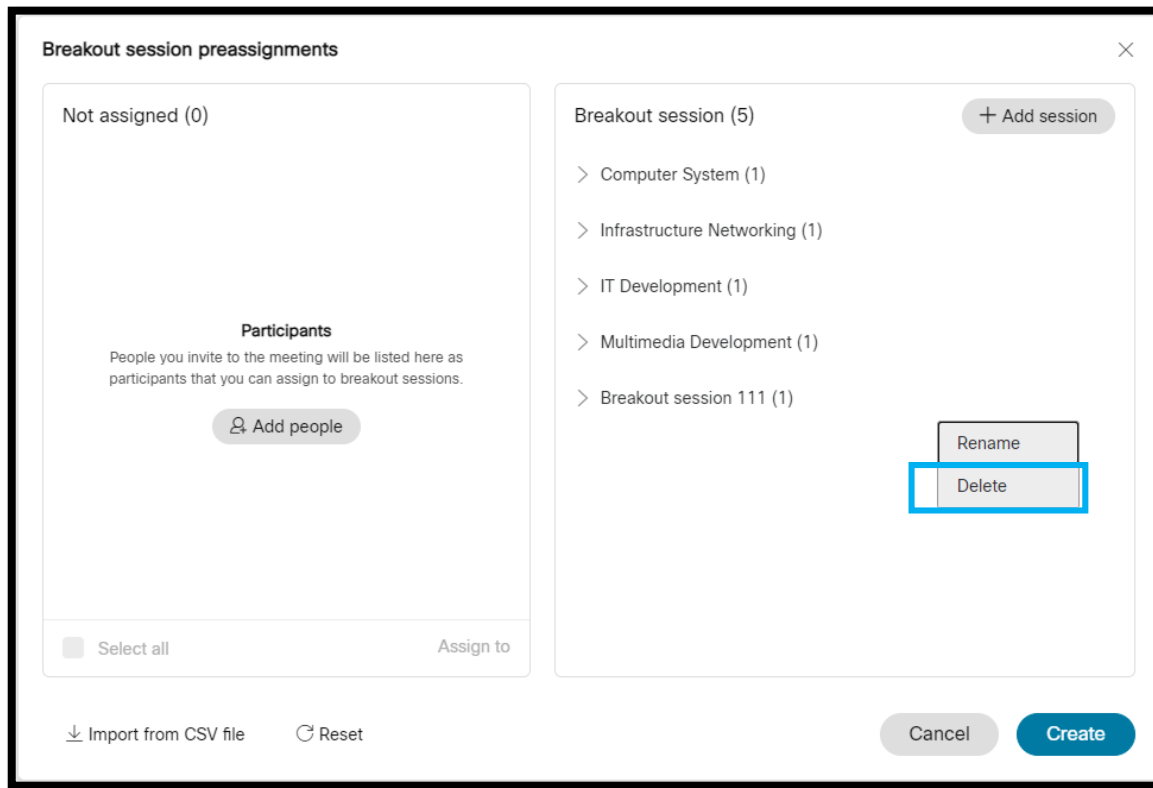 Breakout session preassignments
Not assigned (0)
Participants
People you invite to the meeting will be listed here as
participants that you can assign to breakout sessions.
Add people
Select all
Assign to
Breakout session (5)
+ Add session
Computer System (1)
Infrastructure Networking (1)
IT Development (1)
Multimedia Development (1)
Breakout session 111 (1)
Rename
Delete
Import from CSV file
Reset
Cancel
Create